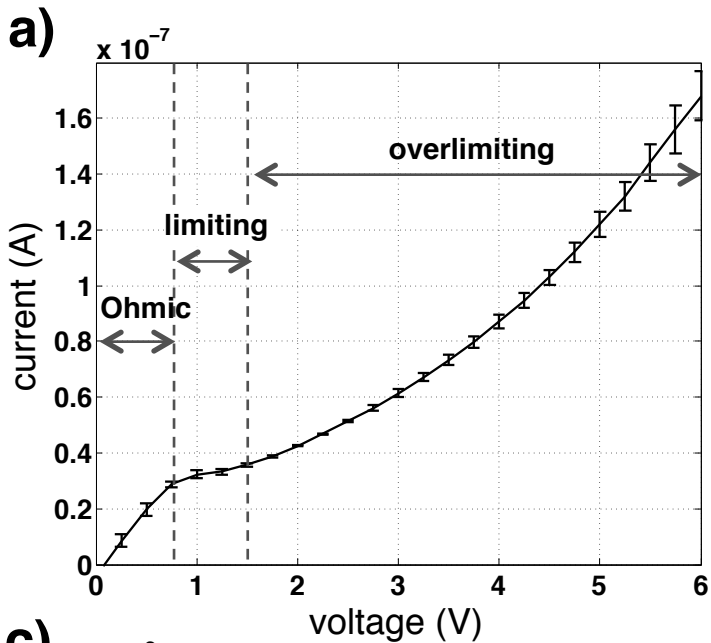 a)
x 10⁻⁷
1.6
overlimiting
1.4
limiting
1.2
1
Ohmic
0.8
0.6
0.4
0.2
0
current (A)
0 1 2 3 4 5 6
voltage (V)
c)